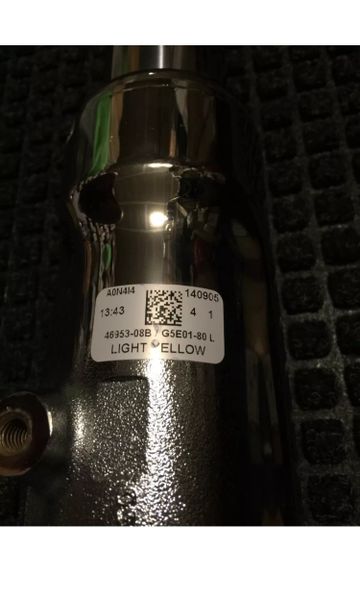 A0N4I4 140905
13:43 4 1
46953-08B / G5E01-80 L
LIGHT YELLOW